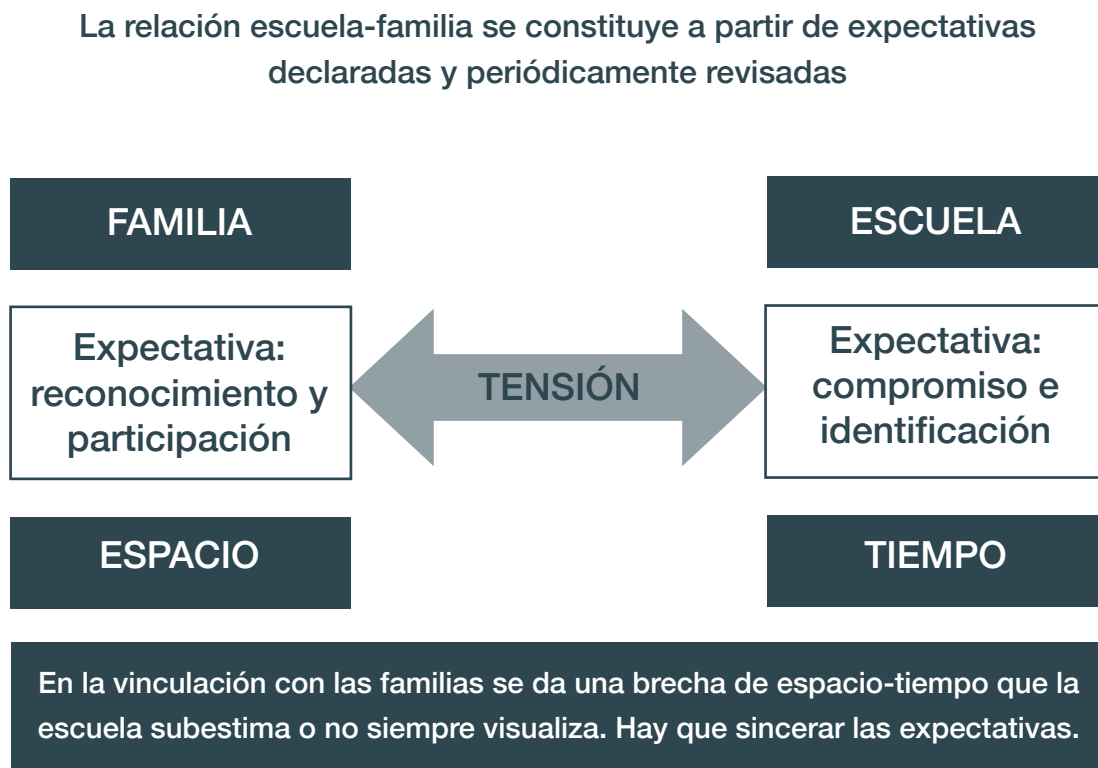 La relación escuela-familia se constituye a partir de expectativas
declaradas y periódicamente revisadas
FAMILIA
ESCUELA
Expectativa:
reconocimiento y
participación
TENSIÓN
Expectativa:
compromiso e
identificación
ESPACIO
TIEMPO
En la vinculación con las familias se da una brecha de espacio-tiempo que la
escuela subestima o no siempre visualiza. Hay que sincerar las expectativas.